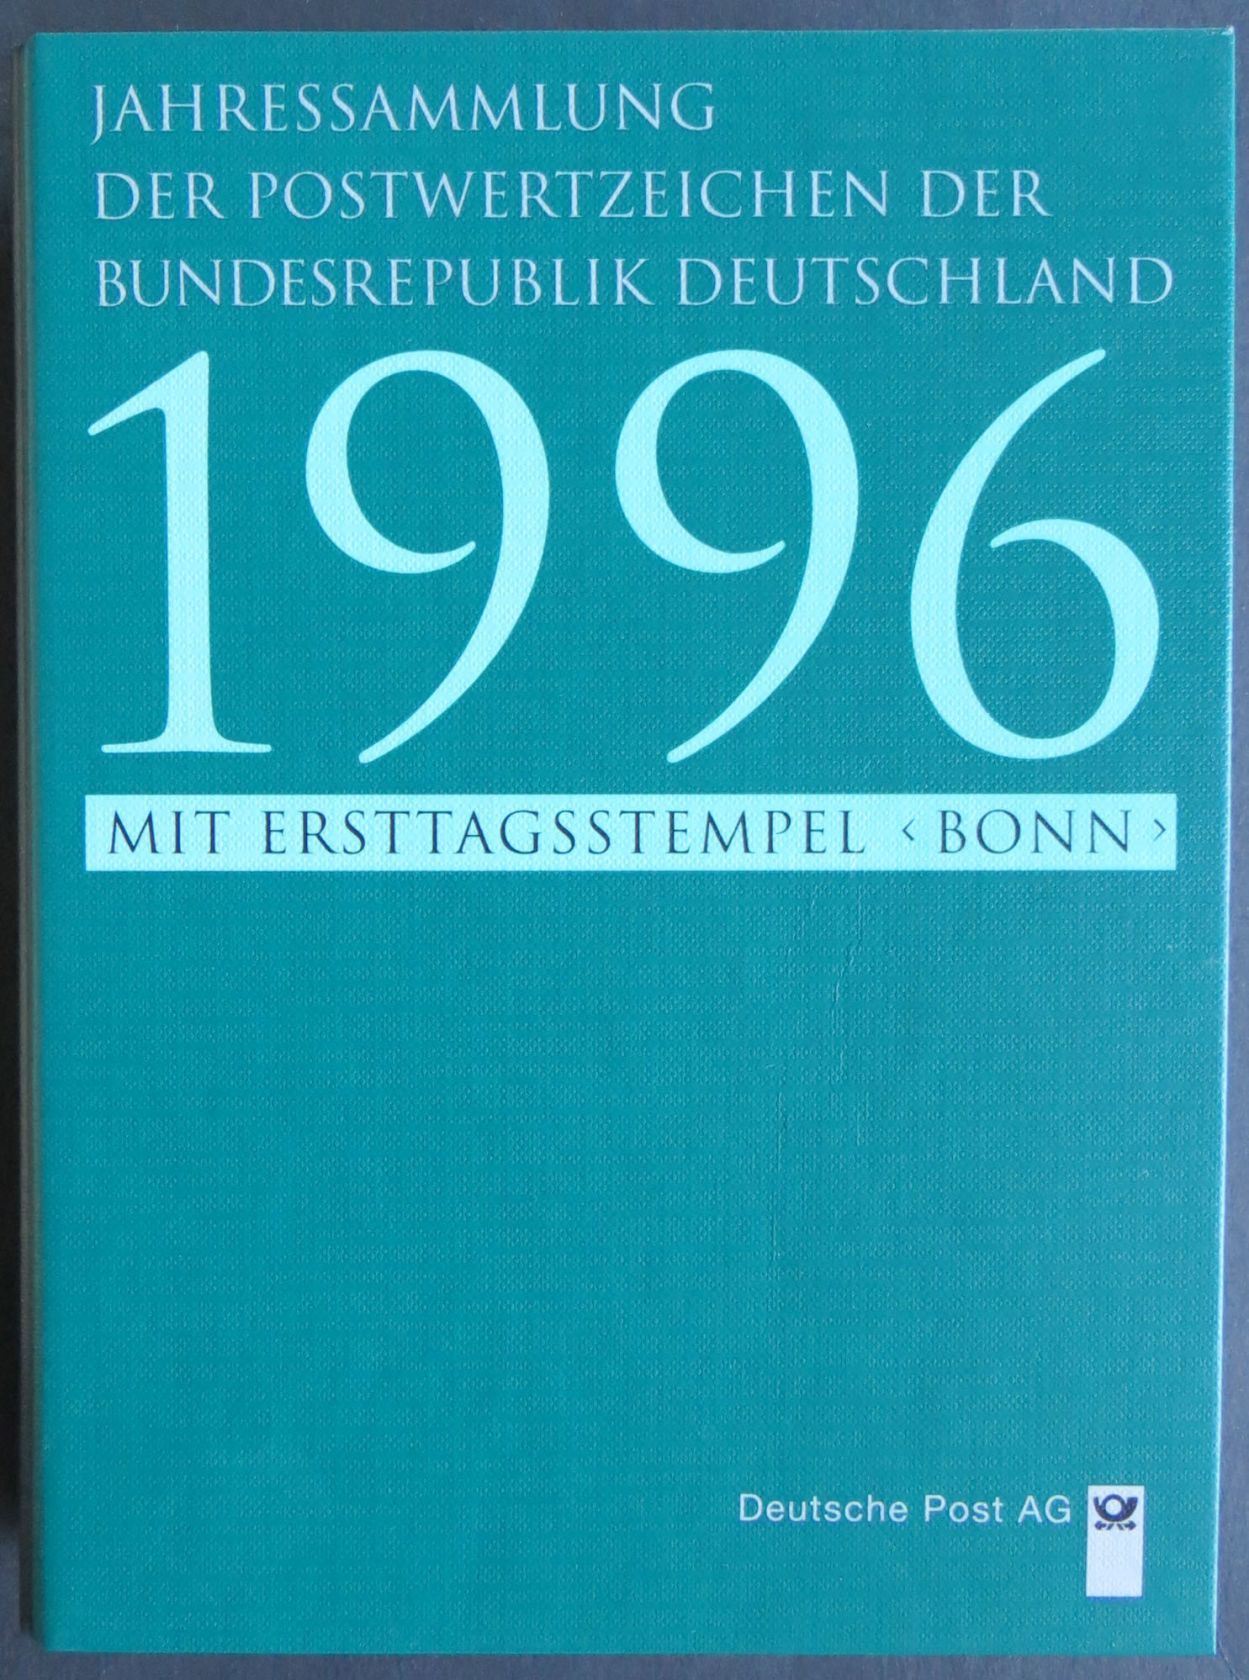 JAHRESSAMMLUNG
DER POSTWERTZEICHEN DER
BUNDESREPUBLIK DEUTSCHLAND
1996
MIT ERSTTAGSSTEMPEL ‹ BONN ›
Deutsche Post AG